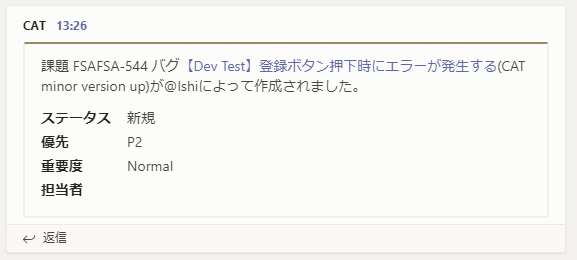 CAT 13:26
課題 FSAFSA-544 バグ【Dev Test】登録ボタン押下時にエラーが発生する(CAT
minor version up)が@Ishiによって作成されました。
ステータス 新規
優先 P2
重要度 Normal
担当者
返信